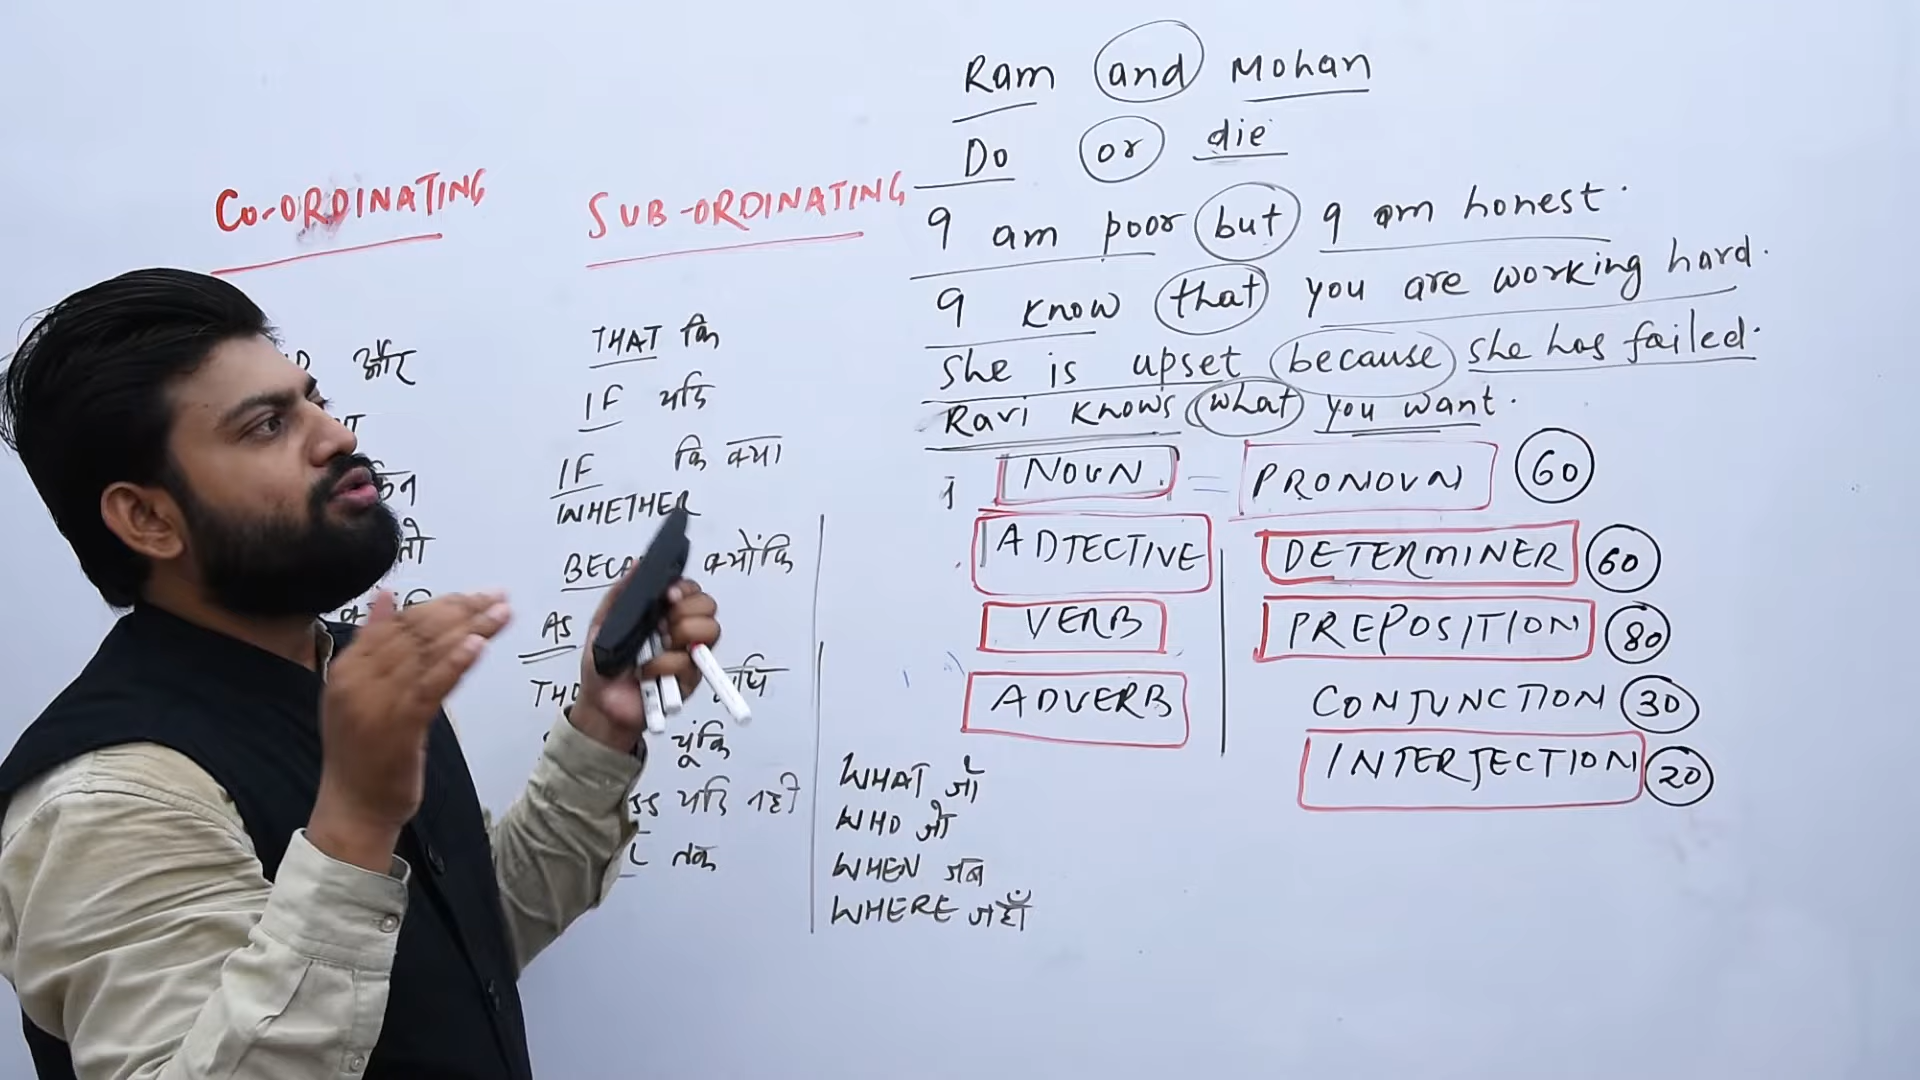 Ram and Mohan
Do or die
9 am poor but 9 am honest.
9 know that you are working hard.
She is upset because she has failed.
Ravi knows what you want.
CO-ORDINATING
और
SUB-ORDINATING
THAT कि
IF यदि
IF कि क्या
WHETHER
क्योंकि
AS
यूंकि
यदि नही
तक
WHAT जो
WHO जो
WHEN जब
WHERE जहाँ
NOUN = PRONOUN 60
ADJECTIVE DETERMINER 60
VERB PREPOSITION 80
ADVERB CONJUNCTION 30
INTERJECTION 20